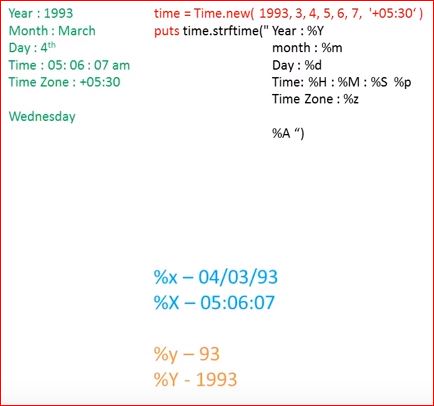 Year : 1993
Month : March
Day : 4th
Time : 05: 06 : 07 am
Time Zone : +05:30
Wednesday
time = Time.new( 1993, 3, 4, 5, 6, 7, '+05:30‘ )
puts time.strftime(" Year : %Y
month : %m
Day : %d
Time: %H : %M : %S %p
Time Zone : %z
%A “)
%x – 04/03/93
%X – 05:06:07
%y – 93
%Y - 1993